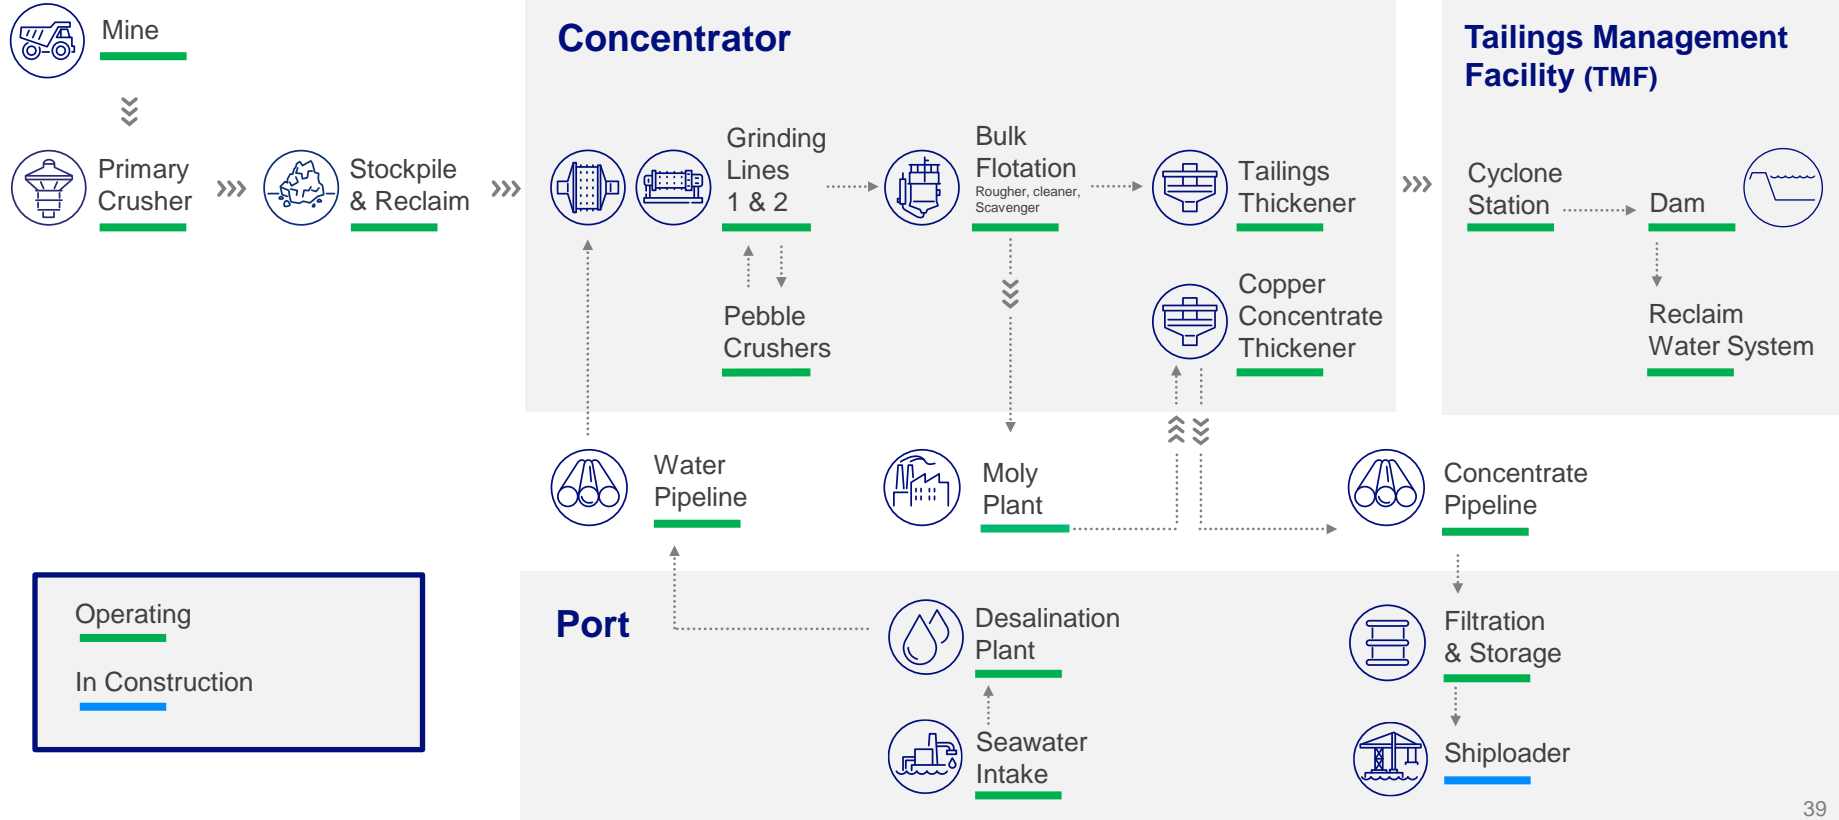 Mine
Primary
Crusher
Stockpile
& Reclaim
Concentrator
Grinding
Lines
1 & 2
Pebble
Crushers
Bulk
Flotation
Rougher, cleaner,
Scavenger
Tailings
Thickener
Copper
Concentrate
Thickener
Tailings Management
Facility (TMF)
Cyclone
Station
Dam
Reclaim
Water System
Water
Pipeline
Moly
Plant
Concentrate
Pipeline
Operating
In Construction
Port
Desalination
Plant
Seawater
Intake
Filtration
& Storage
Shiploader
39